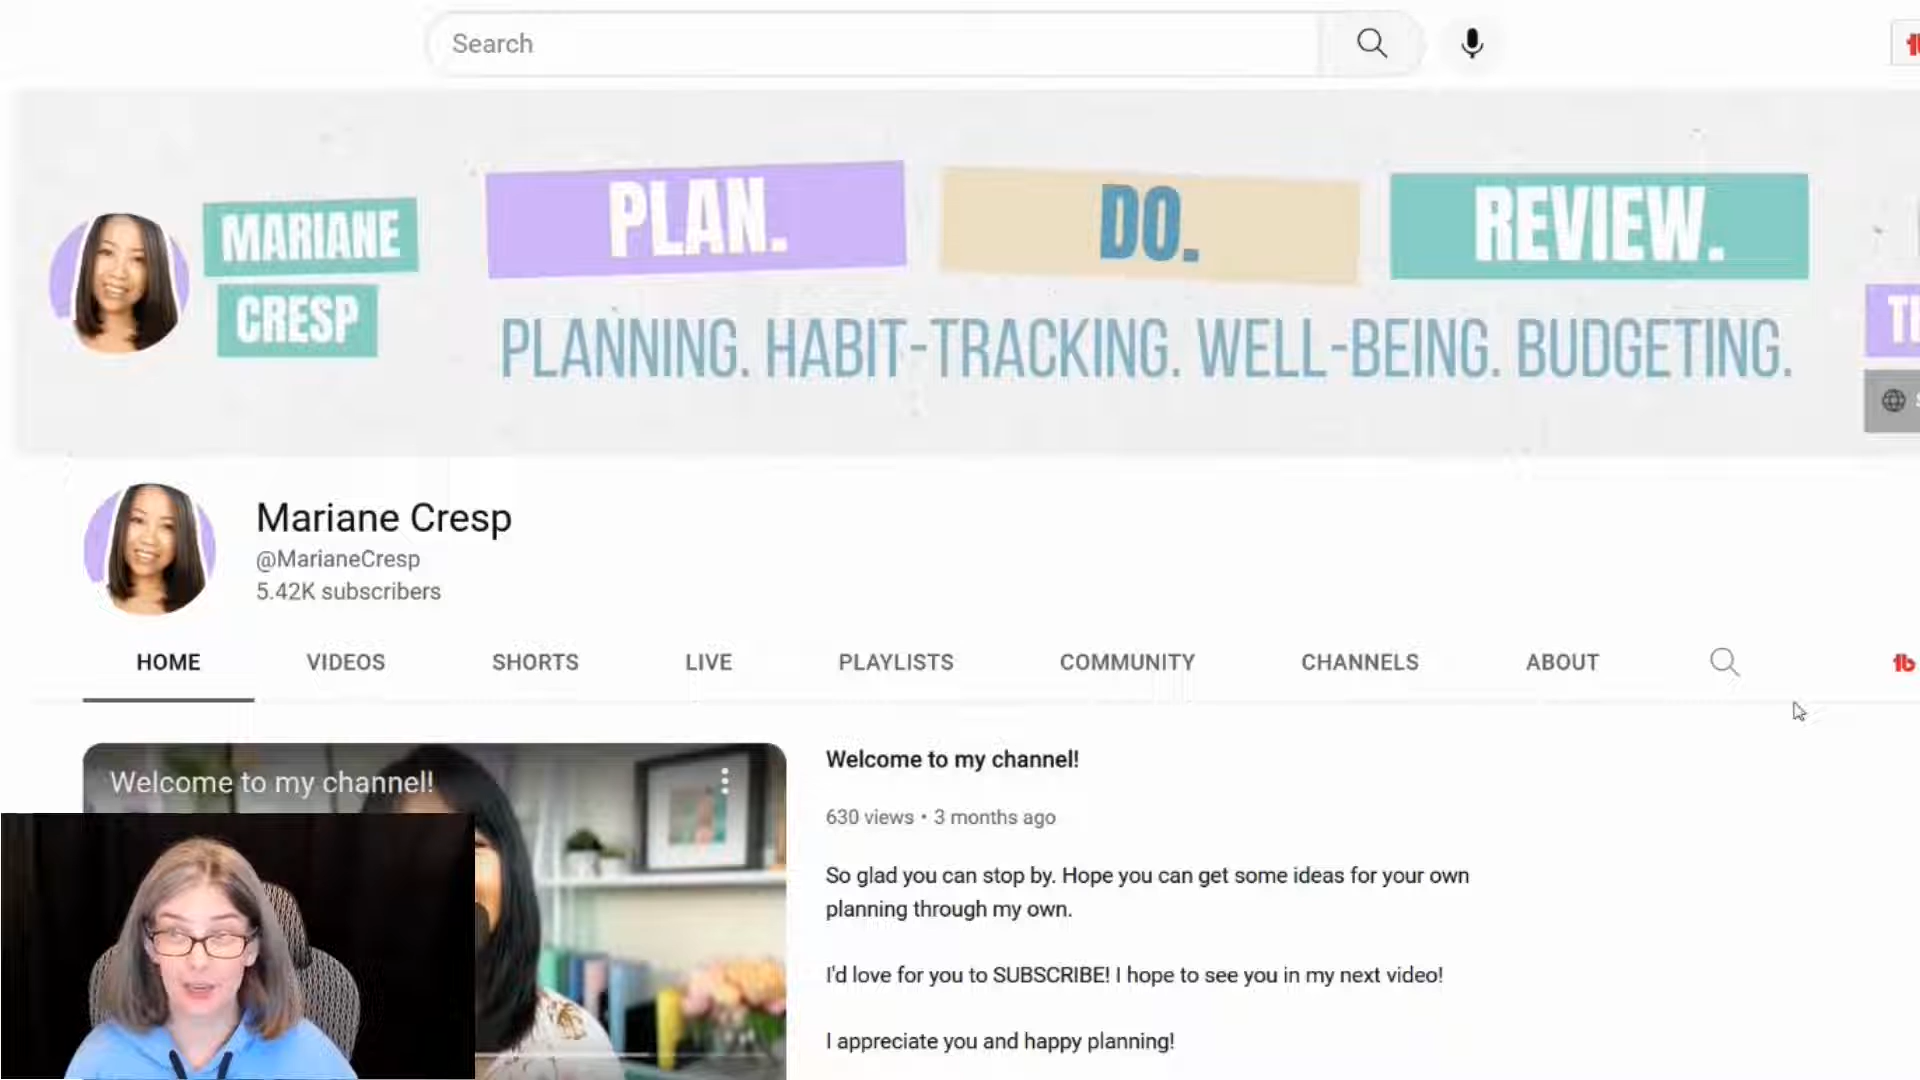 Search
MARIANE
CRESP
PLAN.
DO.
REVIEW.
PLANNING. HABIT-TRACKING. WELL-BEING. BUDGETING.
Mariane Cresp
@MarianeCresp
5.42K subscribers
HOME
VIDEOS
SHORTS
LIVE
PLAYLISTS
COMMUNITY
CHANNELS
ABOUT
Welcome to my channel!
Welcome to my channel!
630 views • 3 months ago
So glad you can stop by. Hope you can get some ideas for your own
planning through my own.
I'd love for you to SUBSCRIBE! I hope to see you in my next video!
I appreciate you and happy planning!